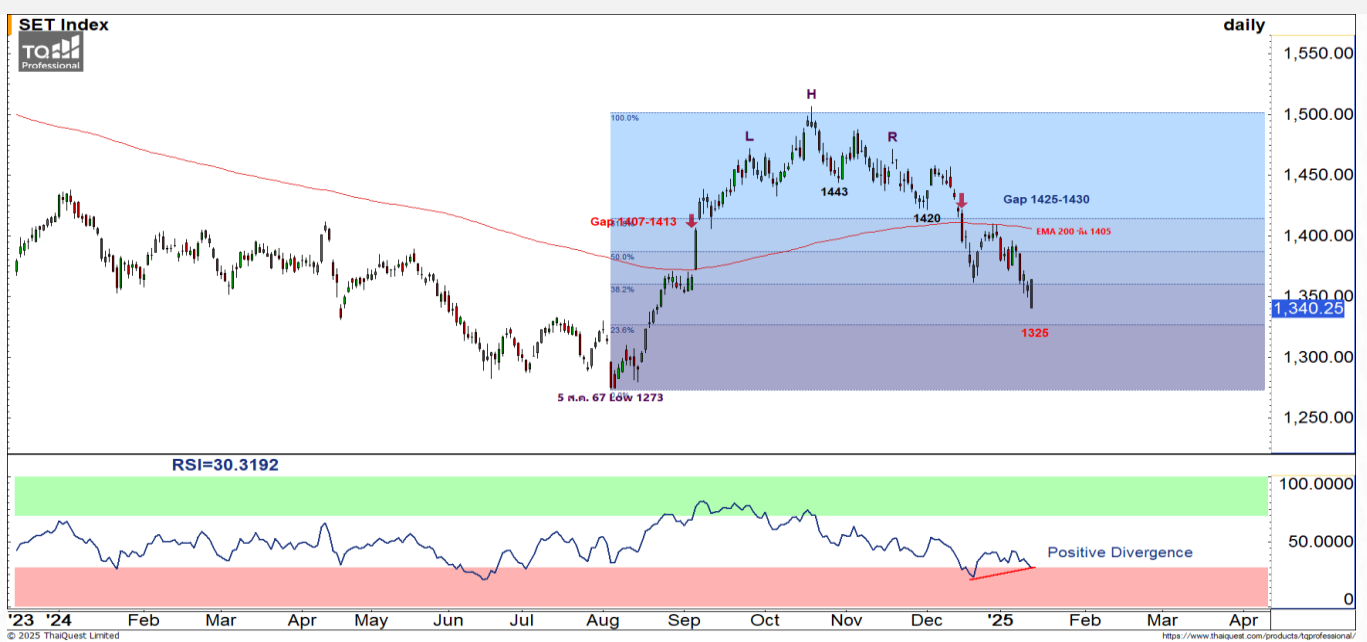 SET Index
daily
TQ
Professional
1,550.00
H
100.0%
1,500.00
L
R
1,450.00
1443
Gap 1425-1430
Gap 1407-1413
1420
EMA 200 วัน 1405
1,400.00
50.0%
38.2%
1,350.00
1,340.25
23.6%
1325
1,300.00
5 ส.ค. 67 Low 1273
1,250.00
RSI=30.3192
100.0000
Positive Divergence
50.0000
0
'23 '24 Feb Mar Apr May Jun Jul Aug Sep Oct Nov Dec '25 Feb Mar Apr
© 2025 ThaiQuest Limited
https://www.thaiquest.com/products/tqprofessional/